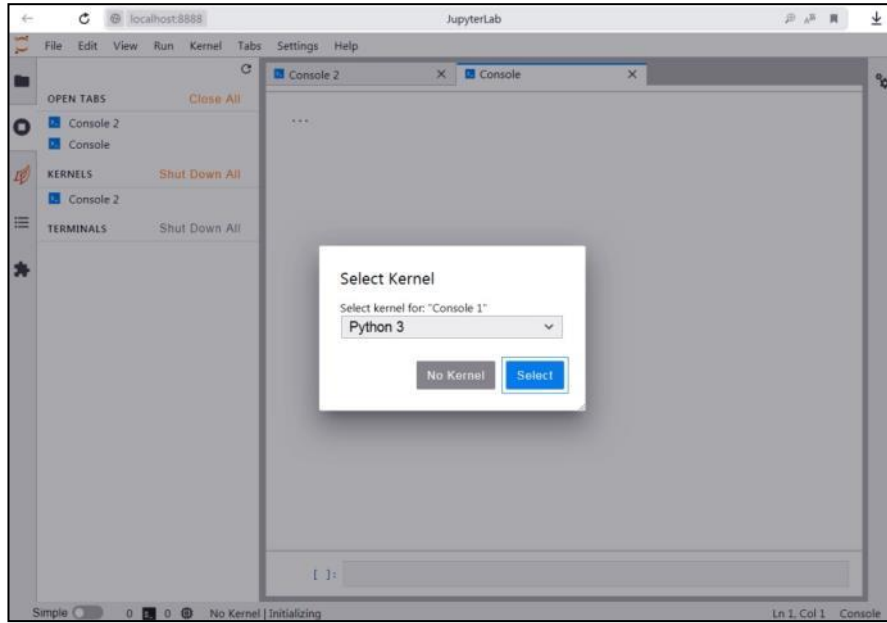 localhost:8888 JupyterLab
File Edit View Run Kernel Tabs Settings Help
Console 2 Console
OPEN TABS Close All
Console 2
Console
...
KERNELS Shut Down All
Console 2
TERMINALS Shut Down All
Select Kernel
Select kernel for: "Console 1"
Python 3
No Kernel Select
[ ]:
Simple 0 0 No Kernel | Initializing Ln 1, Col 1 Console